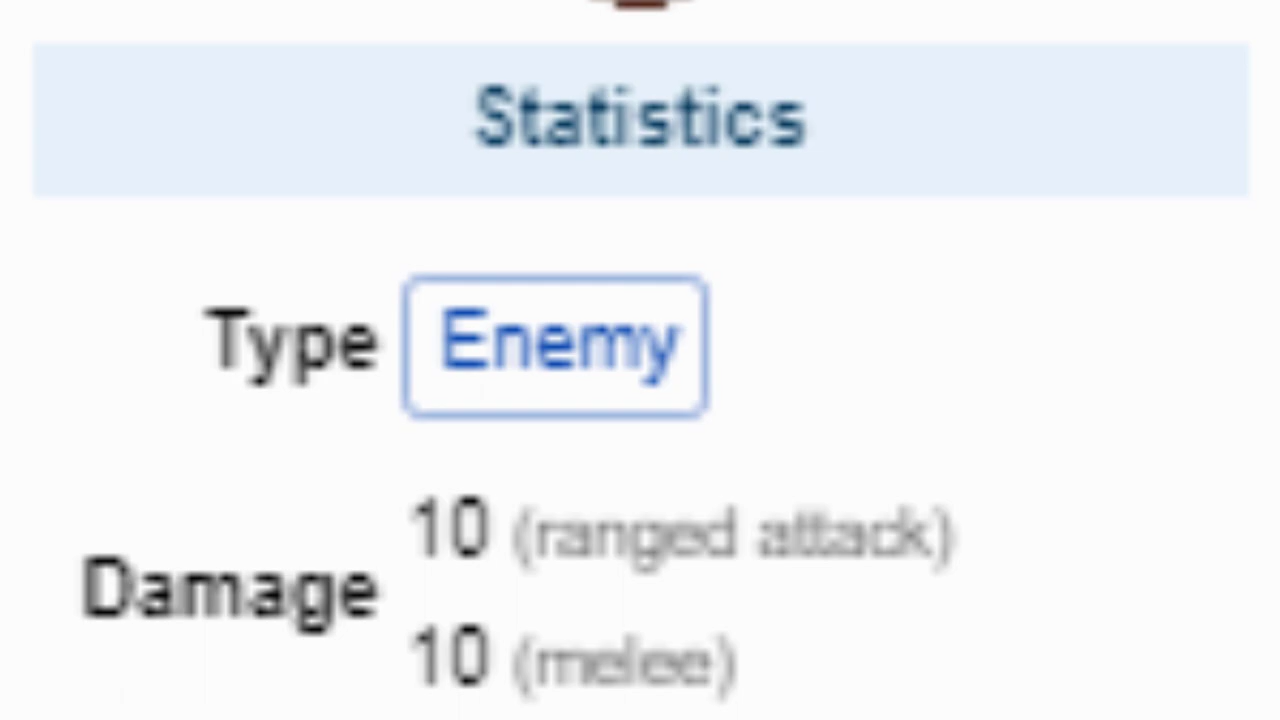 Statistics
Type Enemy
10 (ranged attack)
Damage
10 (melee)